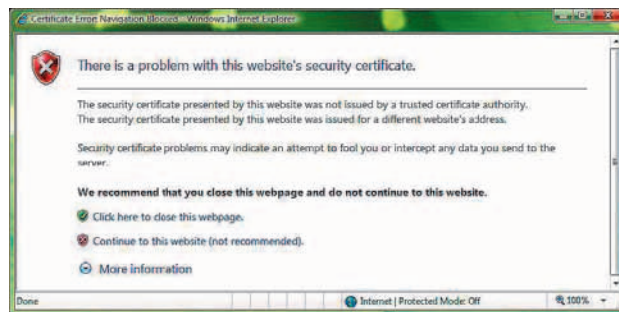 Certificate Error: Navigation Blocked - Windows Internet Explorer
There is a problem with this website's security certificate.
The security certificate presented by this website was not issued by a trusted certificate authority.
The security certificate presented by this website was issued for a different website's address.
Security certificate problems may indicate an attempt to fool you or intercept any data you send to the
server.
We recommend that you close this webpage and do not continue to this website.
Click here to close this webpage.
Continue to this website (not recommended).
More information
Done
Internet | Protected Mode: Off
100%